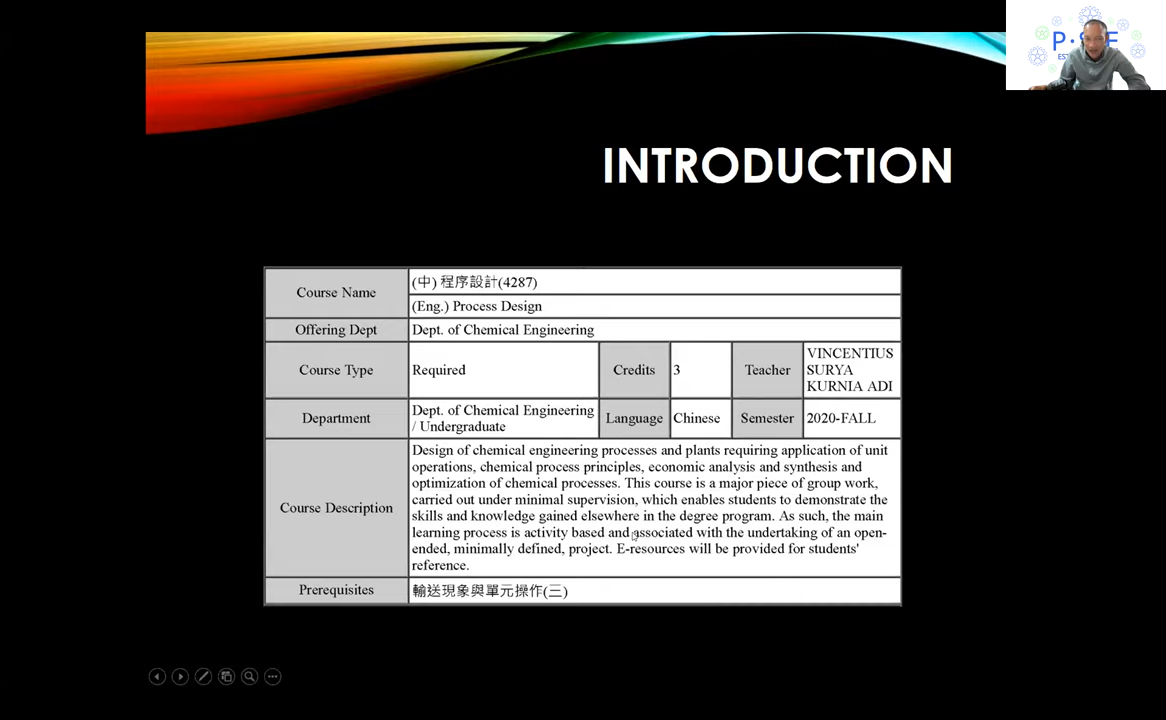 INTRODUCTION
Course Name
(中) 程序設計(4287)
(Eng.) Process Design
Offering Dept
Dept. of Chemical Engineering
Course Type
Required
Credits
3
Teacher
VINCENTIUS
SURYA
KURNIA ADI
Department
Dept. of Chemical Engineering
/ Undergraduate
Language
Chinese
Semester
2020-FALL
Course Description
Design of chemical engineering processes and plants requiring application of unit
operations, chemical process principles, economic analysis and synthesis and
optimization of chemical processes. This course is a major piece of group work,
carried out under minimal supervision, which enables students to demonstrate the
skills and knowledge gained elsewhere in the degree program. As such, the main
learning process is activity based and associated with the undertaking of an open-
ended, minimally defined, project. E-resources will be provided for students'
reference.
Prerequisites
輸送現象與單元操作(三)